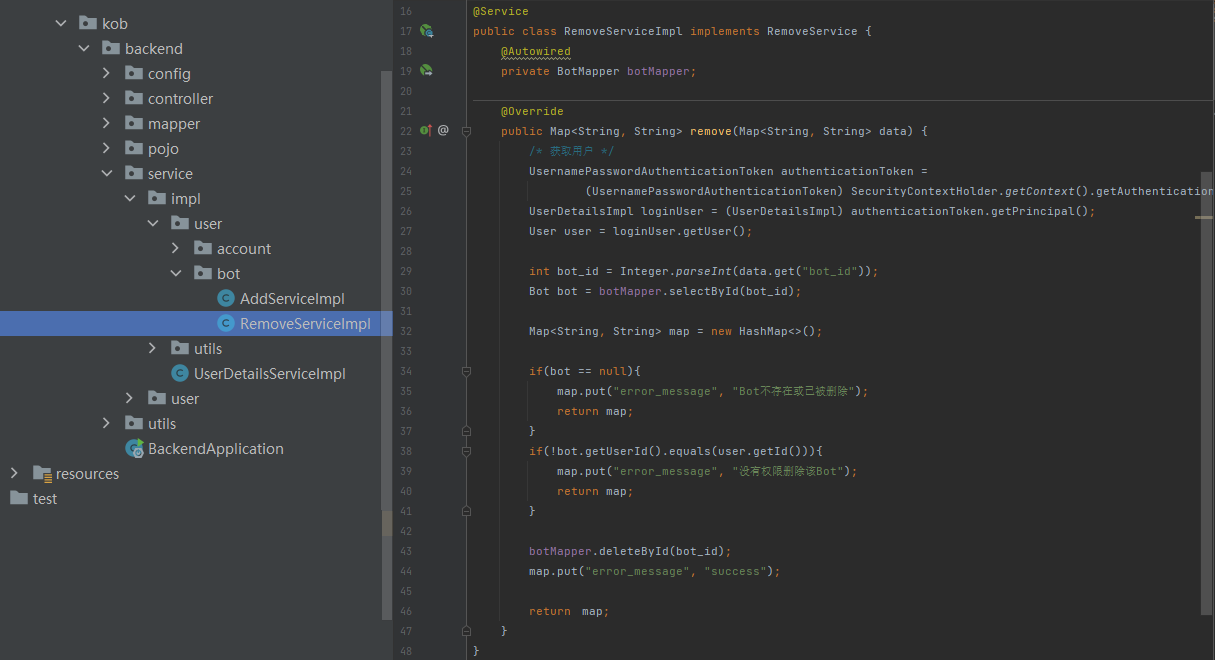 kob
backend
config
controller
mapper
pojo
service
impl
user
account
bot
AddServiceImpl
RemoveServiceImpl
utils
UserDetailsServiceImpl
user
utils
BackendApplication
resources
test
16 @Service
17 public class RemoveServiceImpl implements RemoveService {
18 @Autowired
19 private BotMapper botMapper;
20
21 @Override
22 @ public Map<String, String> remove(Map<String, String> data) {
23 /* 获取用户 */
24 UsernamePasswordAuthenticationToken authenticationToken =
25 (UsernamePasswordAuthenticationToken) SecurityContextHolder.getContext().getAuthentication
26 UserDetailsImpl loginUser = (UserDetailsImpl) authenticationToken.getPrincipal();
27 User user = loginUser.getUser();
28
29 int bot_id = Integer.parseInt(data.get("bot_id"));
30 Bot bot = botMapper.selectById(bot_id);
31
32 Map<String, String> map = new HashMap<>();
33
34 if(bot == null){
35 map.put("error_message", "Bot不存在或已被删除");
36 return map;
37 }
38 if(!bot.getUserId().equals(user.getId())){
39 map.put("error_message", "没有权限删除该Bot");
40 return map;
41 }
42
43 botMapper.deleteById(bot_id);
44 map.put("error_message", "success");
45
46 return map;
47 }
48 }